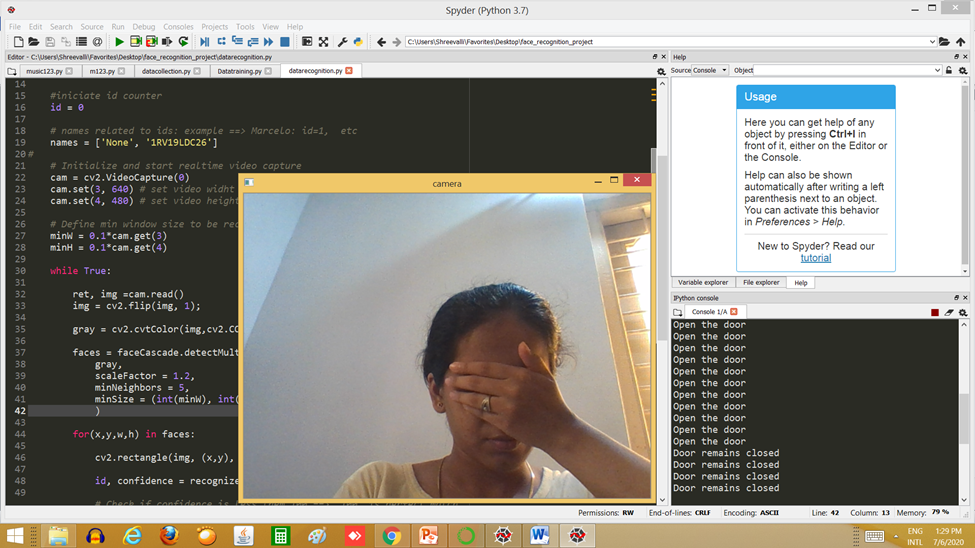 Spyder (Python 3.7)
File Edit Search Source Run Debug Consoles Projects Tools View Help
C:\Users\Shreevalli\Favorites\Desktop\face_recognition_project
Editor - C:\Users\Shreevalli\Favorites\Desktop\face_recognition_project\datarecognition.py
music123.py m123.py datacollection.py Datatraining.py datarecognition.py
14
15 #iniciate id counter
16 id = 0
17
18 # names related to ids: example ==> Marcelo: id=1, etc
19 names = ['None', '1RV19LDC26']
20 #
21 # Initialize and start realtime video capture
22 cam = cv2.VideoCapture(0)
23 cam.set(3, 640) # set video widht
24 cam.set(4, 480) # set video height
25
26 # Define min window size to be rec
27 minW = 0.1*cam.get(3)
28 minH = 0.1*cam.get(4)
29
30 while True:
31
32 ret, img =cam.read()
33 img = cv2.flip(img, 1);
34
35 gray = cv2.cvtColor(img,cv2.CO
36
37 faces = faceCascade.detectMult
38 gray,
39 scaleFactor = 1.2,
40 minNeighbors = 5,
41 minSize = (int(minW), int(
42 )
43
44 for(x,y,w,h) in faces:
45
46 cv2.rectangle(img, (x,y),
47
48 id, confidence = recognize
49
camera
Help
Source Console Object
Usage
Here you can get help of any
object by pressing Ctrl+I in
front of it, either on the Editor or
the Console.
Help can also be shown
automatically after writing a left
parenthesis next to an object.
You can activate this behavior
in Preferences > Help.
New to Spyder? Read our
tutorial
Variable explorer File explorer Help
IPython console
Console 1/A
Open the door
Open the door
Open the door
Open the door
Open the door
Open the door
Open the door
Open the door
Open the door
Open the door
Open the door
Door remains closed
Door remains closed
Door remains closed
Door remains closed
Permissions: RW End-of-lines: CRLF Encoding: ASCII Line: 42 Column: 13 Memory: 79 %
ENG 1:29 PM
INTL 7/6/2020